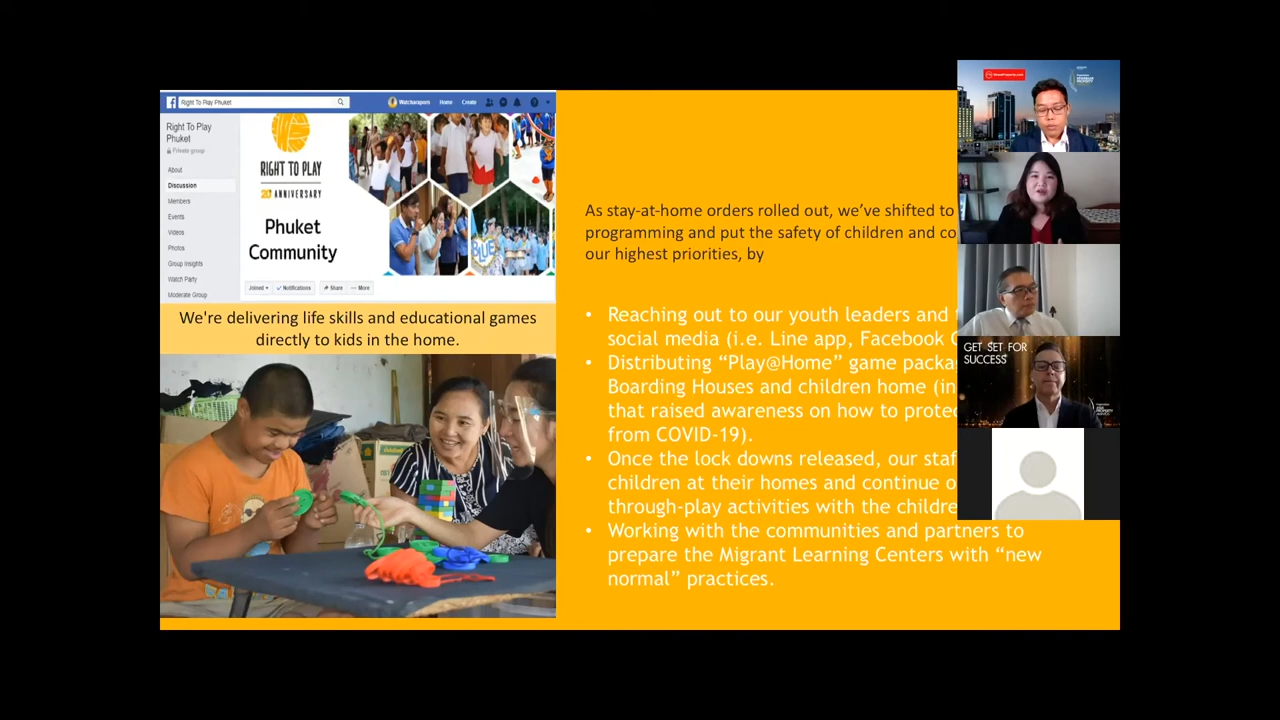 Right To Play Phuket
Watcharaporn Home Create
Right To Play
Phuket
Private group
About
Discussion
Members
Events
Videos
Photos
Group Insights
Watch Party
Moderate Group
RIGHT TO PLAY
20 ANNIVERSARY
Phuket
Community
BLUE
Joined Notifications Share More
We're delivering life skills and educational games
directly to kids in the home.
As stay-at-home orders rolled out, we've shifted to
programming and put the safety of children and co
our highest priorities, by
• Reaching out to our youth leaders and
social media (i.e. Line app, Facebook
• Distributing "Play@Home" game packa
Boarding Houses and children home (in
that raised awareness on how to protec
from COVID-19).
• Once the lock downs released, our staf
children at their homes and continue o
through-play activities with the childre
• Working with the communities and partners to
prepare the Migrant Learning Centers with "new
normal" practices.
GET SET FOR
SUCCESS